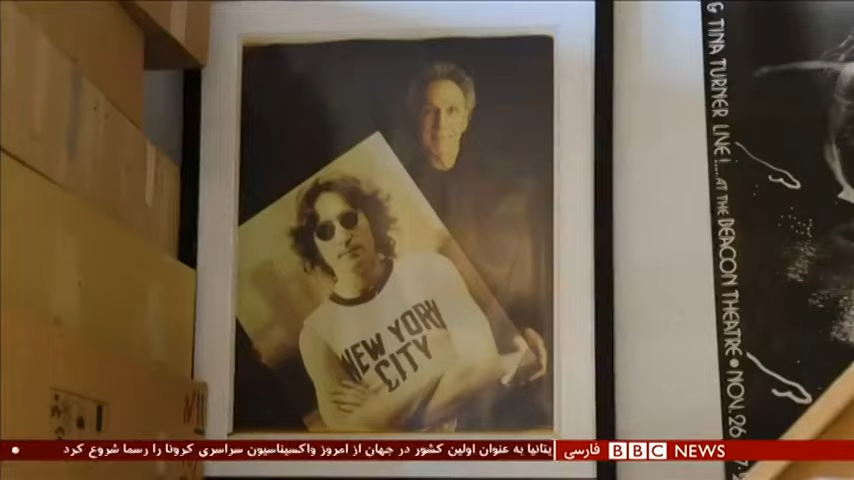 G TINA TURNER LIVE!....AT THE BEACON THEATRE • NOV. 26
NEW YORK
CITY
یتانیا به عنوان اولین کشور در جهان از امروز واکسیناسیون سراسری کرونا را رسما شروع کرد
BBC NEWS فارسی